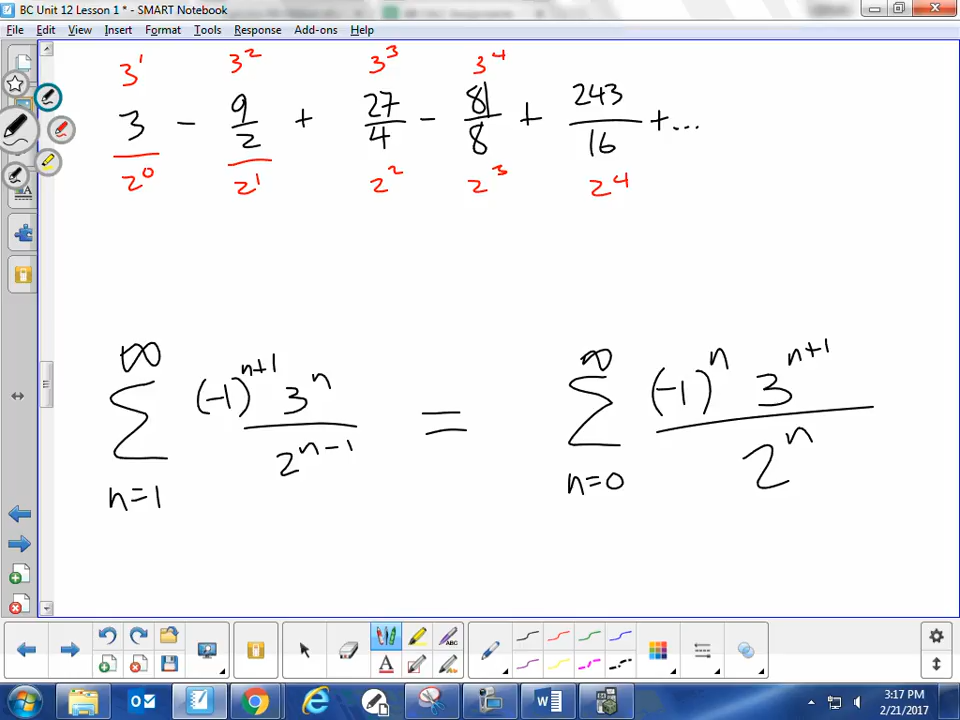 BC Unit 12 Lesson 1 * - SMART Notebook
File Edit View Insert Format Tools Response Add-ons Help
3¹ 3² 3³ 3⁴
3 − 9/2 + 27/4 − 81/8 + 243/16 + ...
2⁰ 2¹ 2² 2³ 2⁴
∞ ∞
∑ (-1)ⁿ⁺¹ 3ⁿ / 2ⁿ⁻¹ = ∑ (-1)ⁿ 3ⁿ⁺¹ / 2ⁿ
n=1 n=0
ABC
A
3:17 PM
2/21/2017